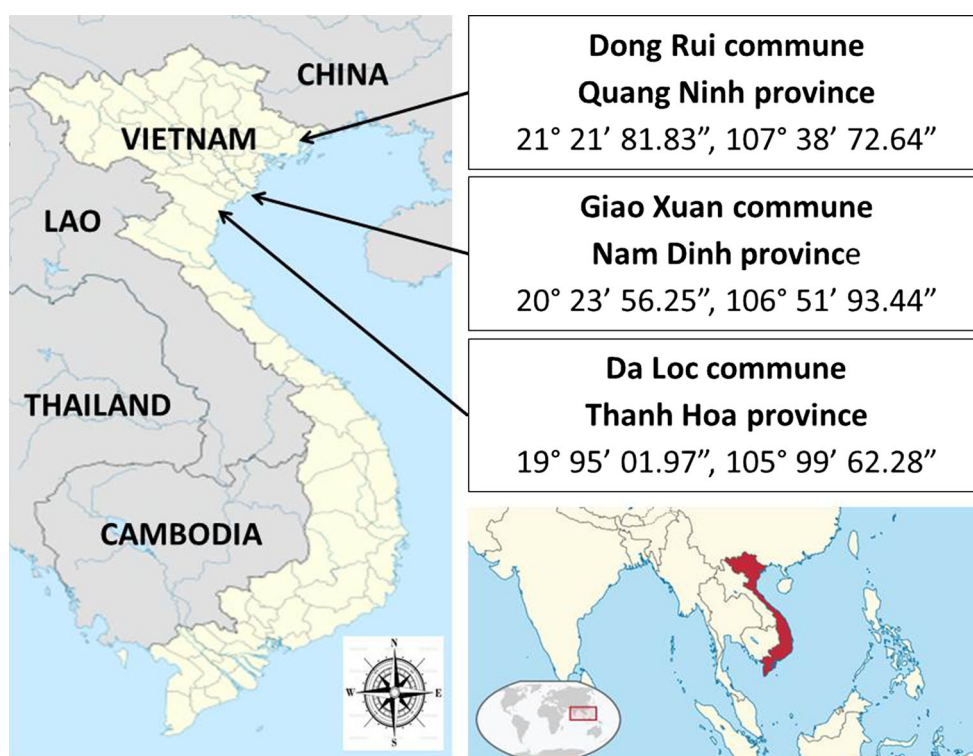 CHINA
VIETNAM
LAO
THAILAND
CAMBODIA
N
W E
S
Dong Rui commune
Quang Ninh province
21° 21’ 81.83”, 107° 38’ 72.64”
Giao Xuan commune
Nam Dinh province
20° 23’ 56.25”, 106° 51’ 93.44”
Da Loc commune
Thanh Hoa province
19° 95’ 01.97”, 105° 99’ 62.28”